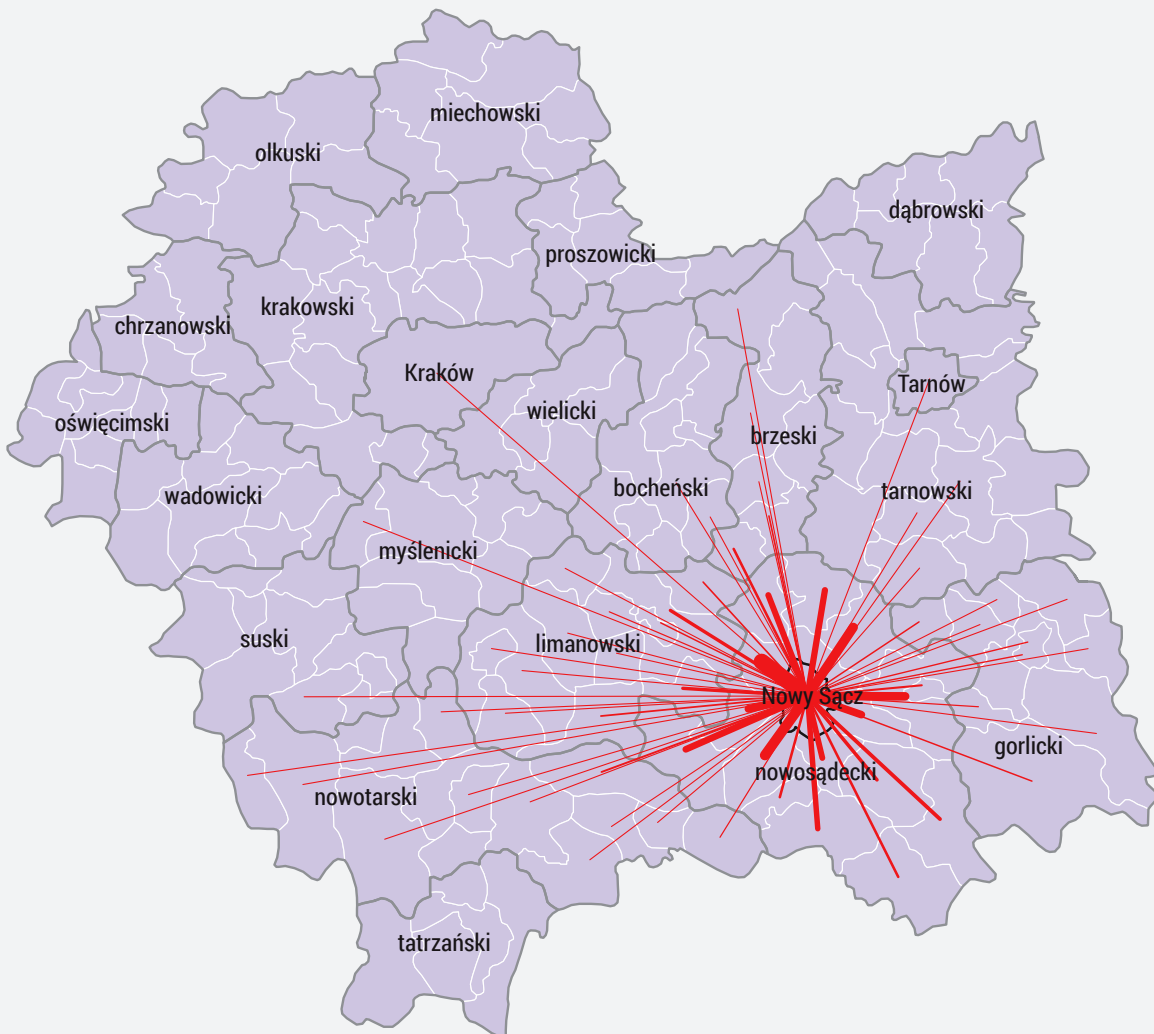 miechowski
olkuski
dąbrowski
proszowicki
krakowski
chrzanowski
Kraków
Tarnów
wielicki
oświęcimski
brzeski
bocheński
tarnowski
wadowicki
myślenicki
suski
limanowski
Nowy Sącz
gorlicki
nowosądecki
nowotarski
tatrzański